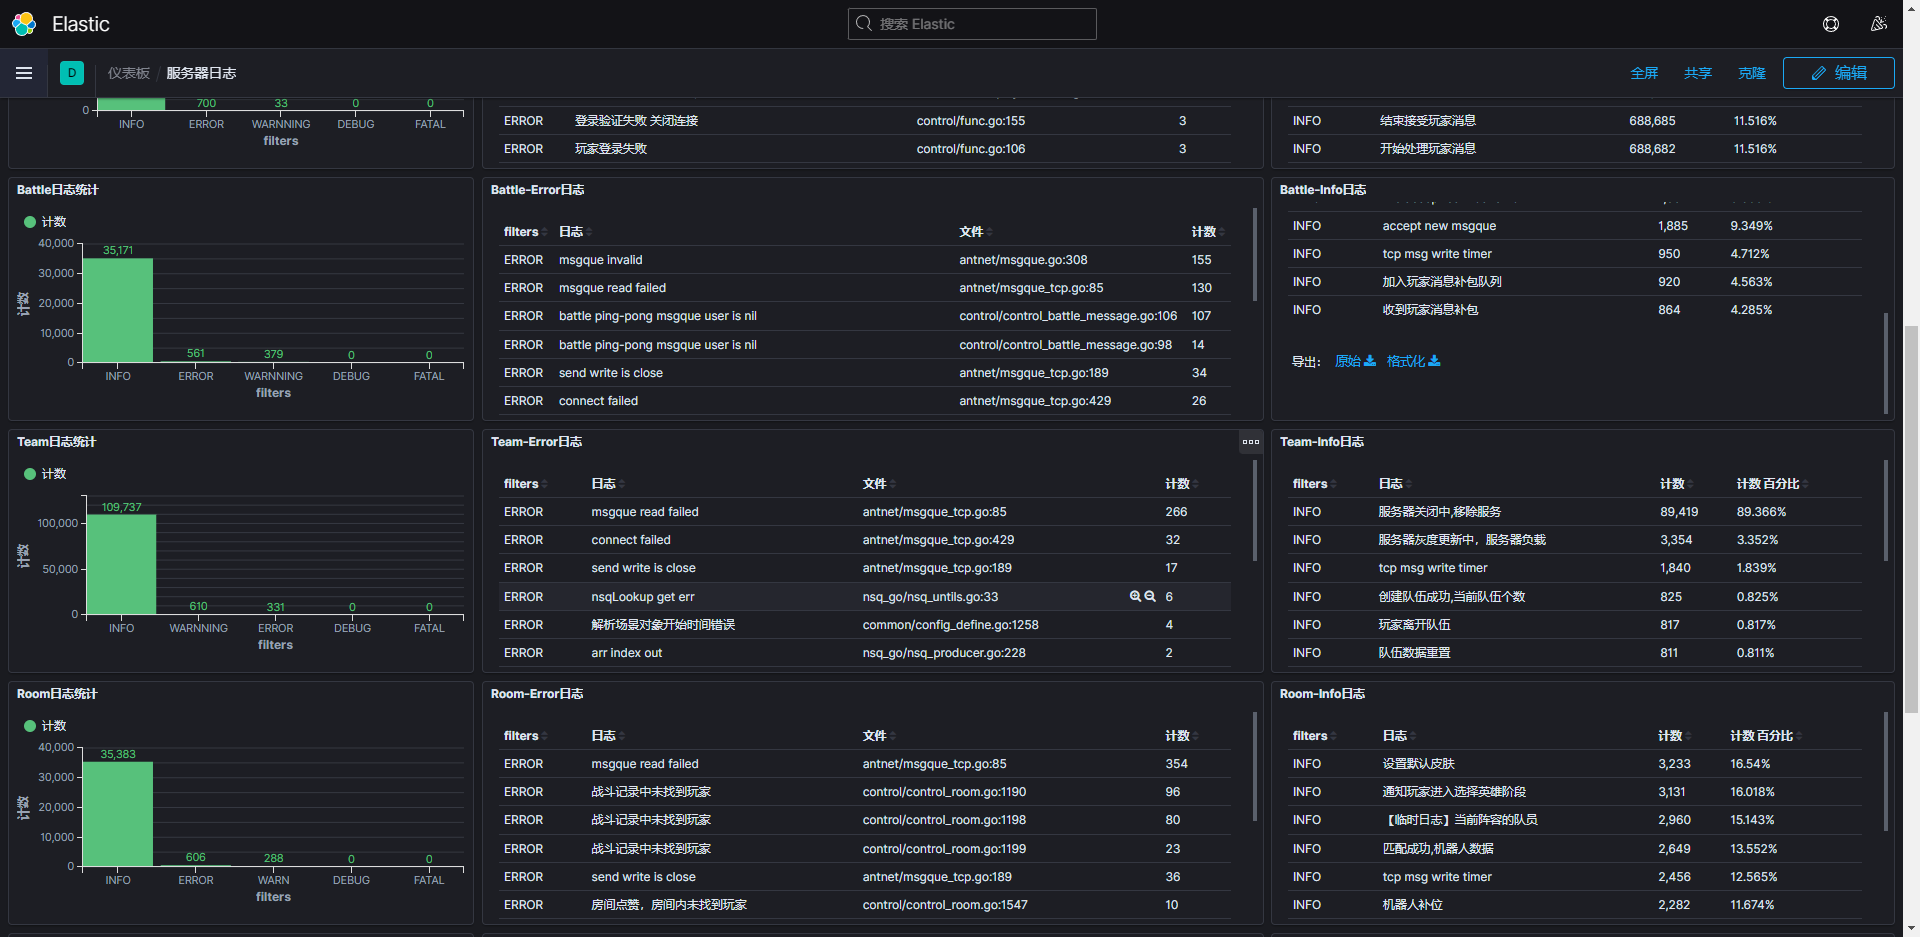 Elastic
搜索 Elastic
D
仪表板 / 服务器日志
全屏 共享 克隆 编辑
0
700 33 0 0
INFO ERROR WARNNING DEBUG FATAL
filters
ERROR 登录验证失败 关闭连接 control/func.go:155 3
ERROR 玩家登录失败 control/func.go:106 3
INFO 结束接受玩家消息 688,685 11.516%
INFO 开始处理玩家消息 688,682 11.516%
Battle日志统计
计数
40,000
30,000
20,000
10,000
0
计数
35,171 561 379 0 0
INFO ERROR WARNNING DEBUG FATAL
filters
Battle-Error日志
filters 日志 文件 计数
ERROR msgque invalid antnet/msgque.go:308 155
ERROR msgque read failed antnet/msgque_tcp.go:85 130
ERROR battle ping-pong msgque user is nil control/control_battle_message.go:106 107
ERROR battle ping-pong msgque user is nil control/control_battle_message.go:98 14
ERROR send write is close antnet/msgque_tcp.go:189 34
ERROR connect failed antnet/msgque_tcp.go:429 26
Battle-Info日志
INFO accept new msgque 1,885 9.349%
INFO tcp msg write timer 950 4.712%
INFO 加入玩家消息补包队列 920 4.563%
INFO 收到玩家消息补包 864 4.285%
导出： 原始 格式化
Team日志统计
计数
100,000
50,000
0
计数
109,737 610 331 0 0
INFO WARNNING ERROR DEBUG FATAL
filters
Team-Error日志
filters 日志 文件 计数
ERROR msgque read failed antnet/msgque_tcp.go:85 266
ERROR connect failed antnet/msgque_tcp.go:429 32
ERROR send write is close antnet/msgque_tcp.go:189 17
ERROR nsqLookup get err nsq_go/nsq_untils.go:33 6
ERROR 解析场景对象开始时间错误 common/config_define.go:1258 4
ERROR arr index out nsq_go/nsq_producer.go:228 2
Team-Info日志
filters 日志 计数 计数 百分比
INFO 服务器关闭中,移除服务 89,419 89.366%
INFO 服务器灰度更新中，服务器负载 3,354 3.352%
INFO tcp msg write timer 1,840 1.839%
INFO 创建队伍成功,当前队伍个数 825 0.825%
INFO 玩家离开队伍 817 0.817%
INFO 队伍数据重置 811 0.811%
Room日志统计
计数
40,000
30,000
20,000
10,000
0
计数
35,383 606 288 0 0
INFO ERROR WARN DEBUG FATAL
filters
Room-Error日志
filters 日志 文件 计数
ERROR msgque read failed antnet/msgque_tcp.go:85 354
ERROR 战斗记录中未找到玩家 control/control_room.go:1190 96
ERROR 战斗记录中未找到玩家 control/control_room.go:1198 80
ERROR 战斗记录中未找到玩家 control/control_room.go:1199 23
ERROR send write is close antnet/msgque_tcp.go:189 36
ERROR 房间点赞，房间内未找到玩家 control/control_room.go:1547 10
Room-Info日志
filters 日志 计数 计数 百分比
INFO 设置默认皮肤 3,233 16.54%
INFO 通知玩家进入选择英雄阶段 3,131 16.018%
INFO 【临时日志】当前阵容的队员 2,960 15.143%
INFO 匹配成功,机器人数据 2,649 13.552%
INFO tcp msg write timer 2,456 12.565%
INFO 机器人补位 2,282 11.674%